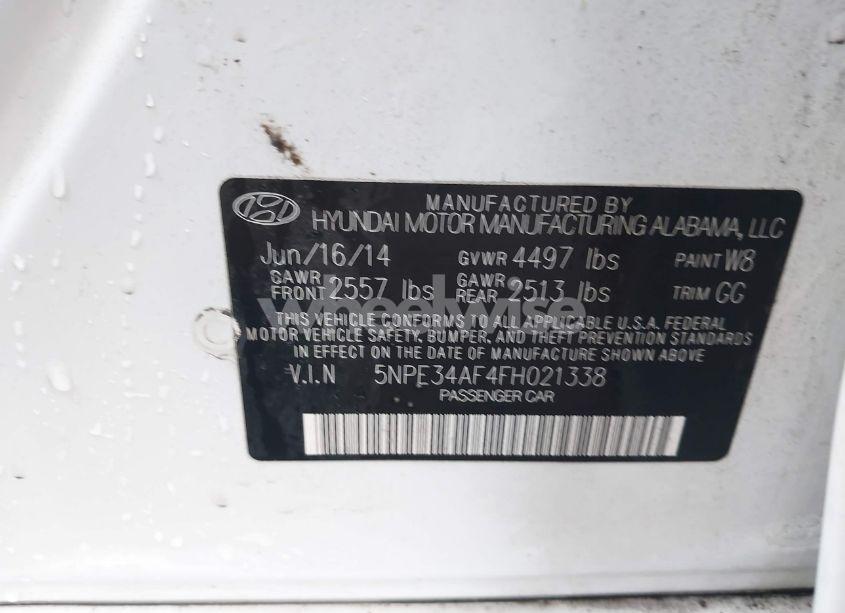 MANUFACTURED BY
HYUNDAI MOTOR MANUFACTURING ALABAMA, LLC
Jun/16/14 GVWR 4497 lbs PAINT W8
GAWR FRONT 2557 lbs GAWR REAR 2513 lbs TRIM GG
THIS VEHICLE CONFORMS TO ALL APPLICABLE U.S.A. FEDERAL
MOTOR VEHICLE SAFETY, BUMPER, AND THEFT PREVENTION STANDARDS
IN EFFECT ON THE DATE OF MANUFACTURE SHOWN ABOVE
V.I.N 5NPE34AF4FH021338
PASSENGER CAR
wheelwise